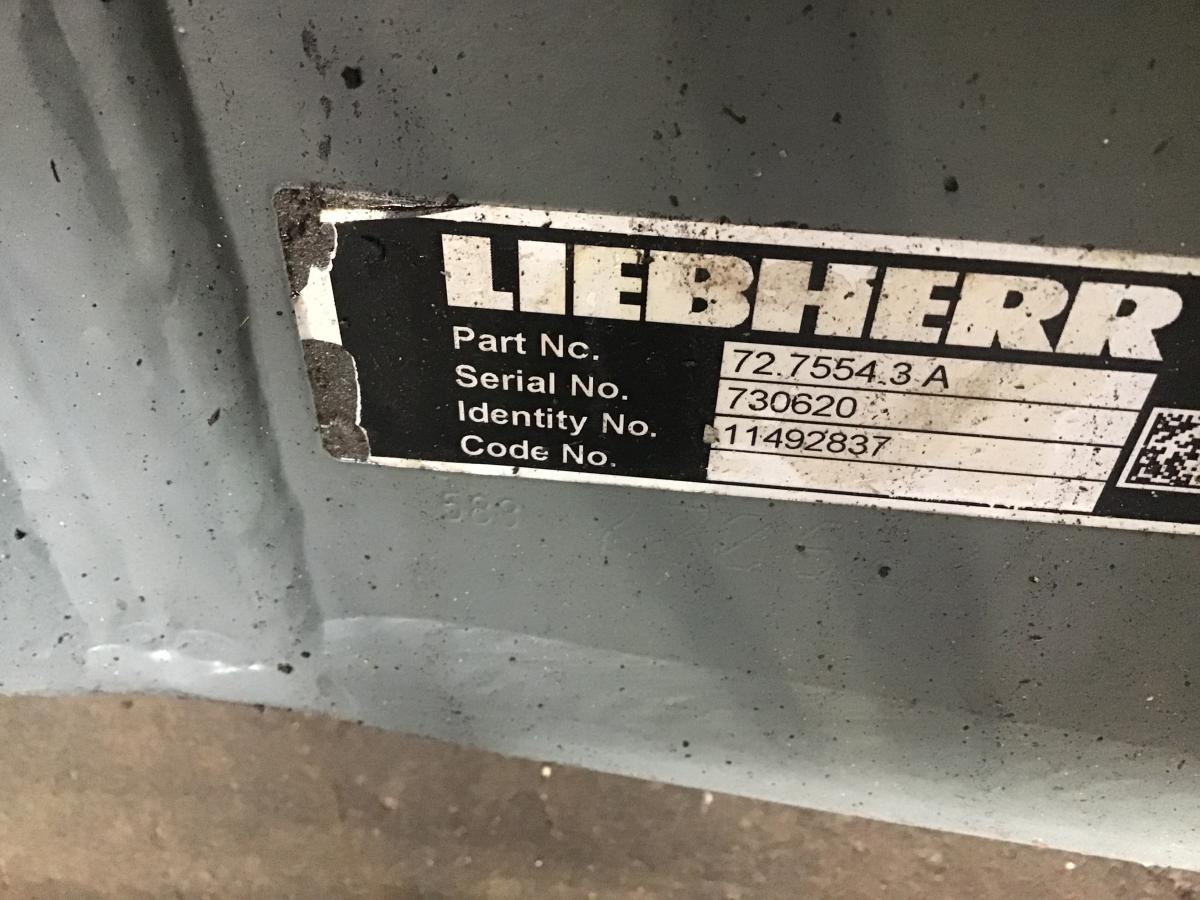 LIEBHERR
Part No. 72.7554.3 A
Serial No. 730620
Identity No. 11492837
Code No.